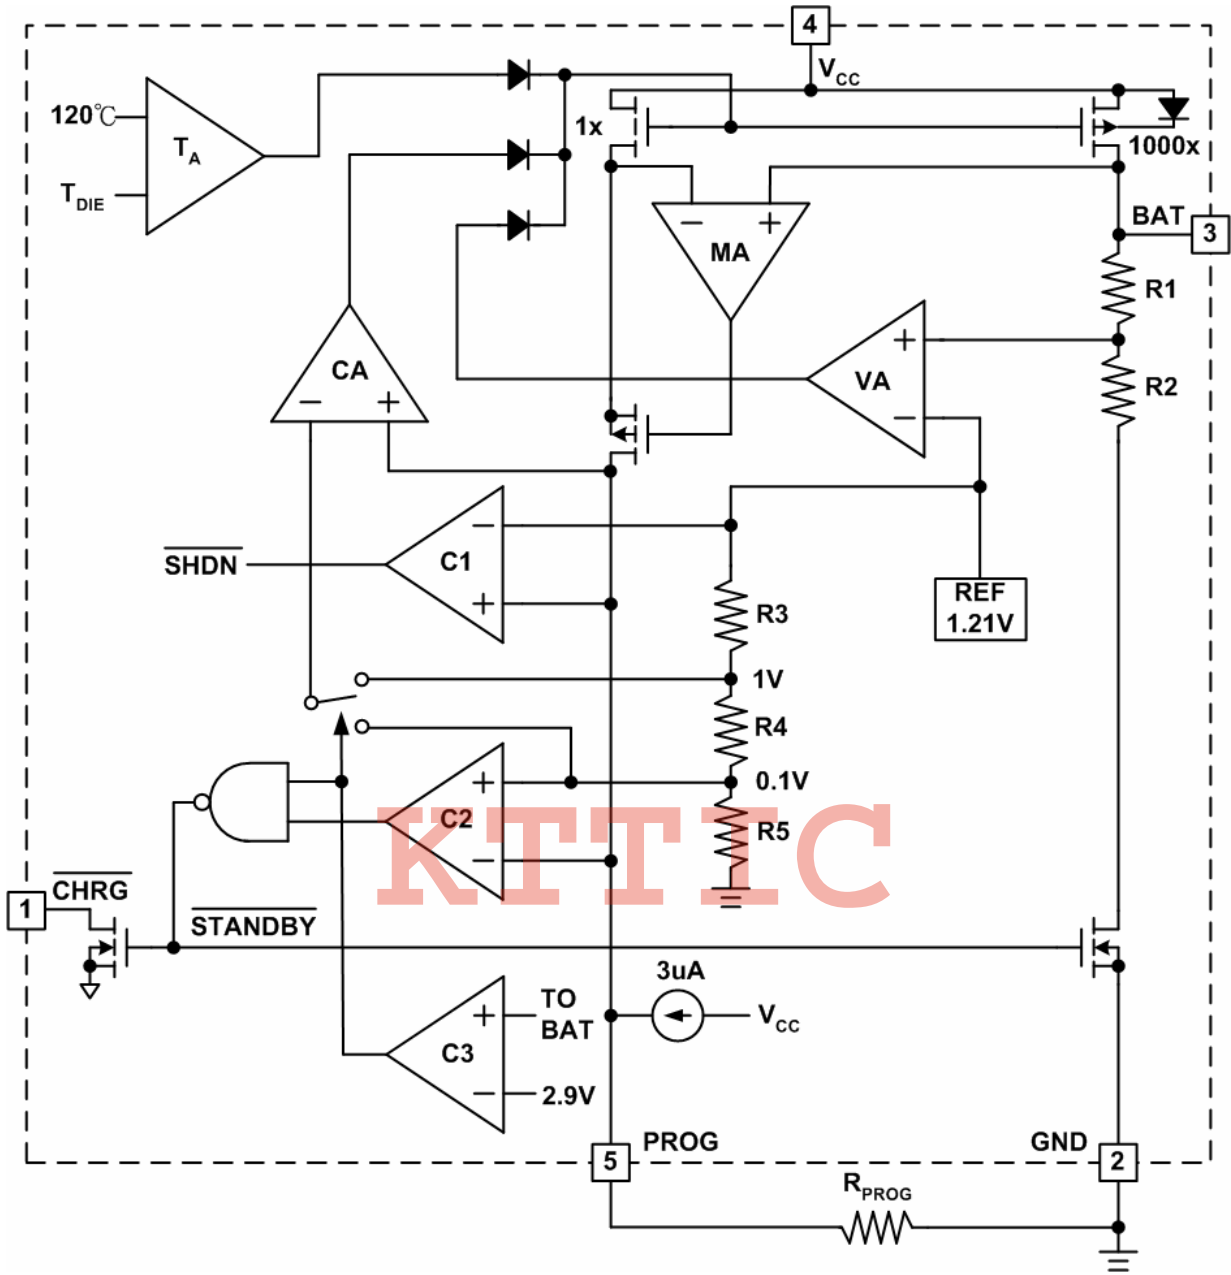 4
VCC
120℃
TA
TDIE
1x
1000x
− +
MA
BAT
3
R1
+
VA
−
R2
CA
− +
−
C1
+
SHDN
REF
1.21V
R3
1V
R4
0.1V
+
C2
−
R5
KTTIC
CHRG
1
STANDBY
3uA
VCC
+
TO
BAT
C3
−
2.9V
PROG
5
GND
2
RPROG